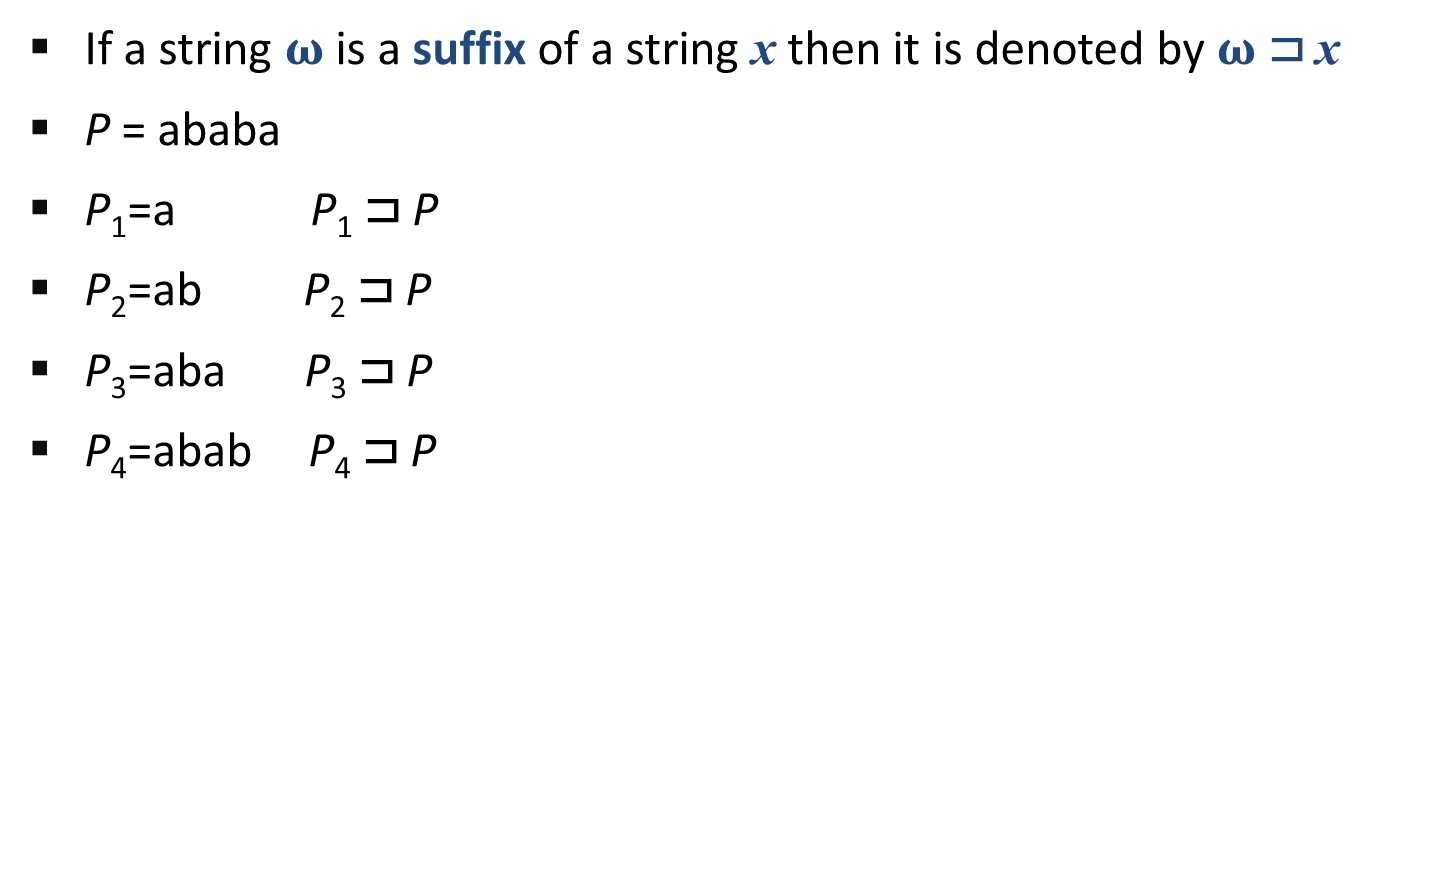 ▪ If a string ω is a suffix of a string x then it is denoted by ω ⊐ x
▪ P = ababa
▪ P₁=a P₁ ⊐ P
▪ P₂=ab P₂ ⊐ P
▪ P₃=aba P₃ ⊐ P
▪ P₄=abab P₄ ⊐ P